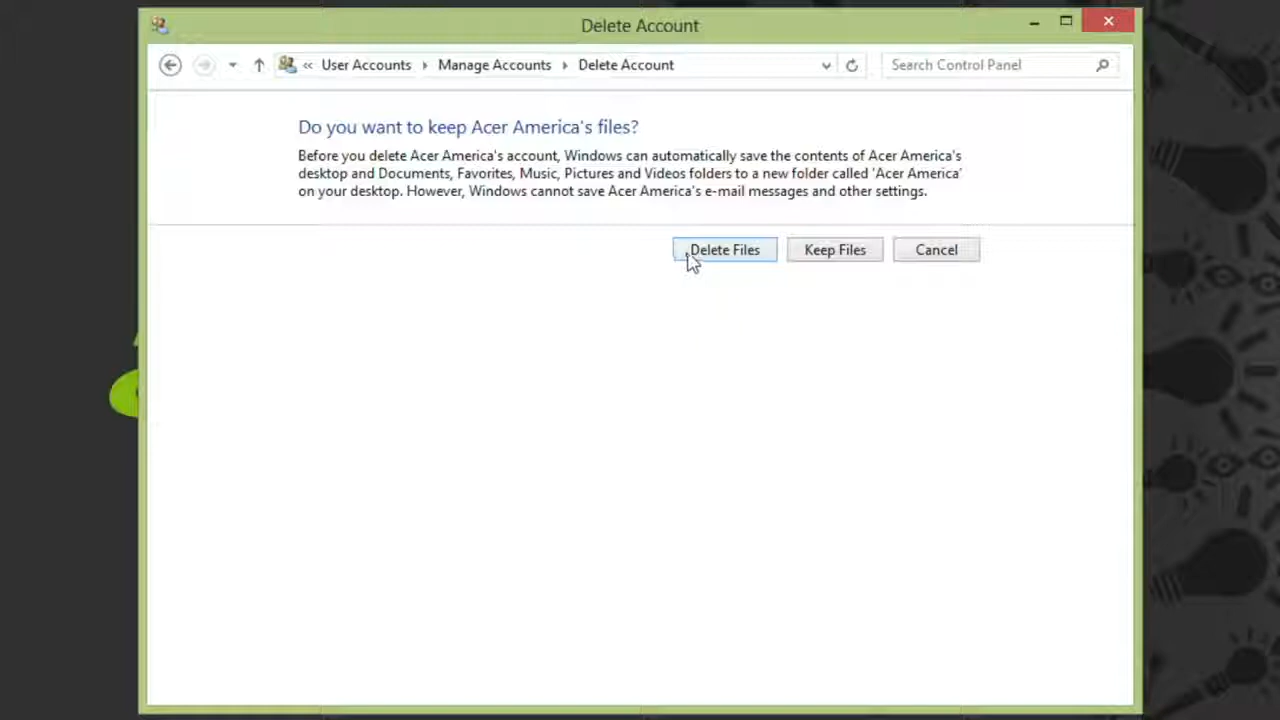 Delete Account
« User Accounts Manage Accounts Delete Account Search Control Panel
Do you want to keep Acer America's files?
Before you delete Acer America's account, Windows can automatically save the contents of Acer America's
desktop and Documents, Favorites, Music, Pictures and Videos folders to a new folder called 'Acer America'
on your desktop. However, Windows cannot save Acer America's e-mail messages and other settings.
Delete Files Keep Files Cancel